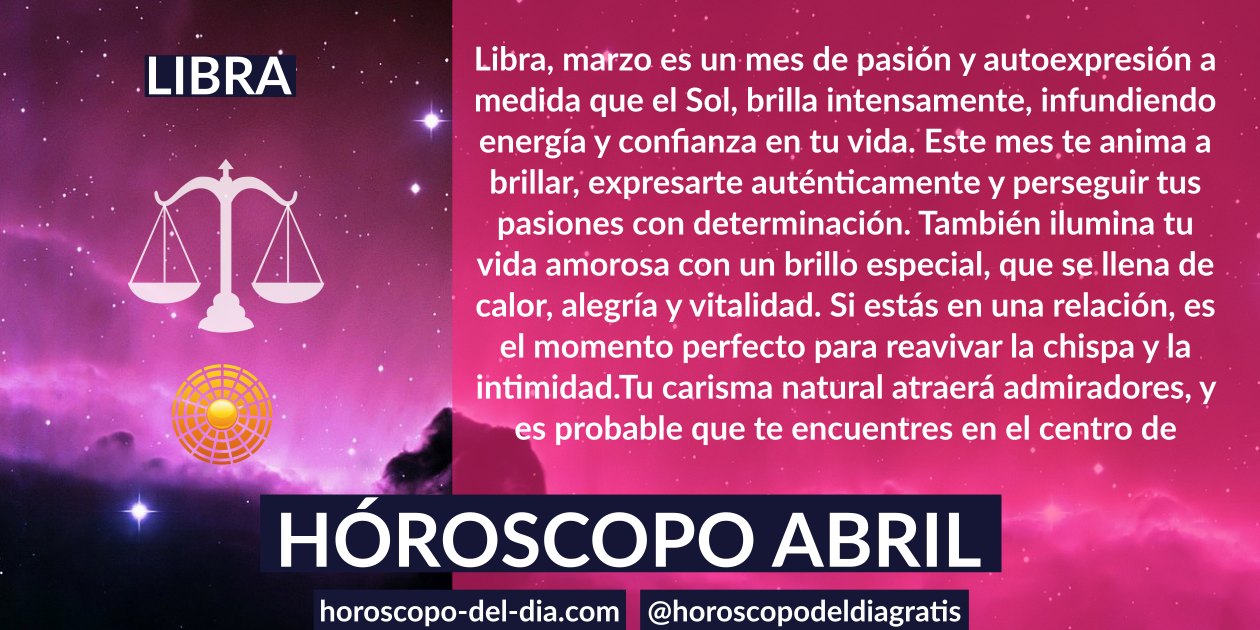 LIBRA
Libra, marzo es un mes de pasión y autoexpresión a
medida que el Sol, brilla intensamente, infundiendo
energía y confianza en tu vida. Este mes te anima a
brillar, expresarte auténticamente y perseguir tus
pasiones con determinación. También ilumina tu
vida amorosa con un brillo especial, que se llena de
calor, alegría y vitalidad. Si estás en una relación, es
el momento perfecto para reavivar la chispa y la
intimidad.Tu carisma natural atraerá admiradores, y
es probable que te encuentres en el centro de
HÓROSCOPO ABRIL
horoscopo-del-dia.com
@horoscopodeldiagratis